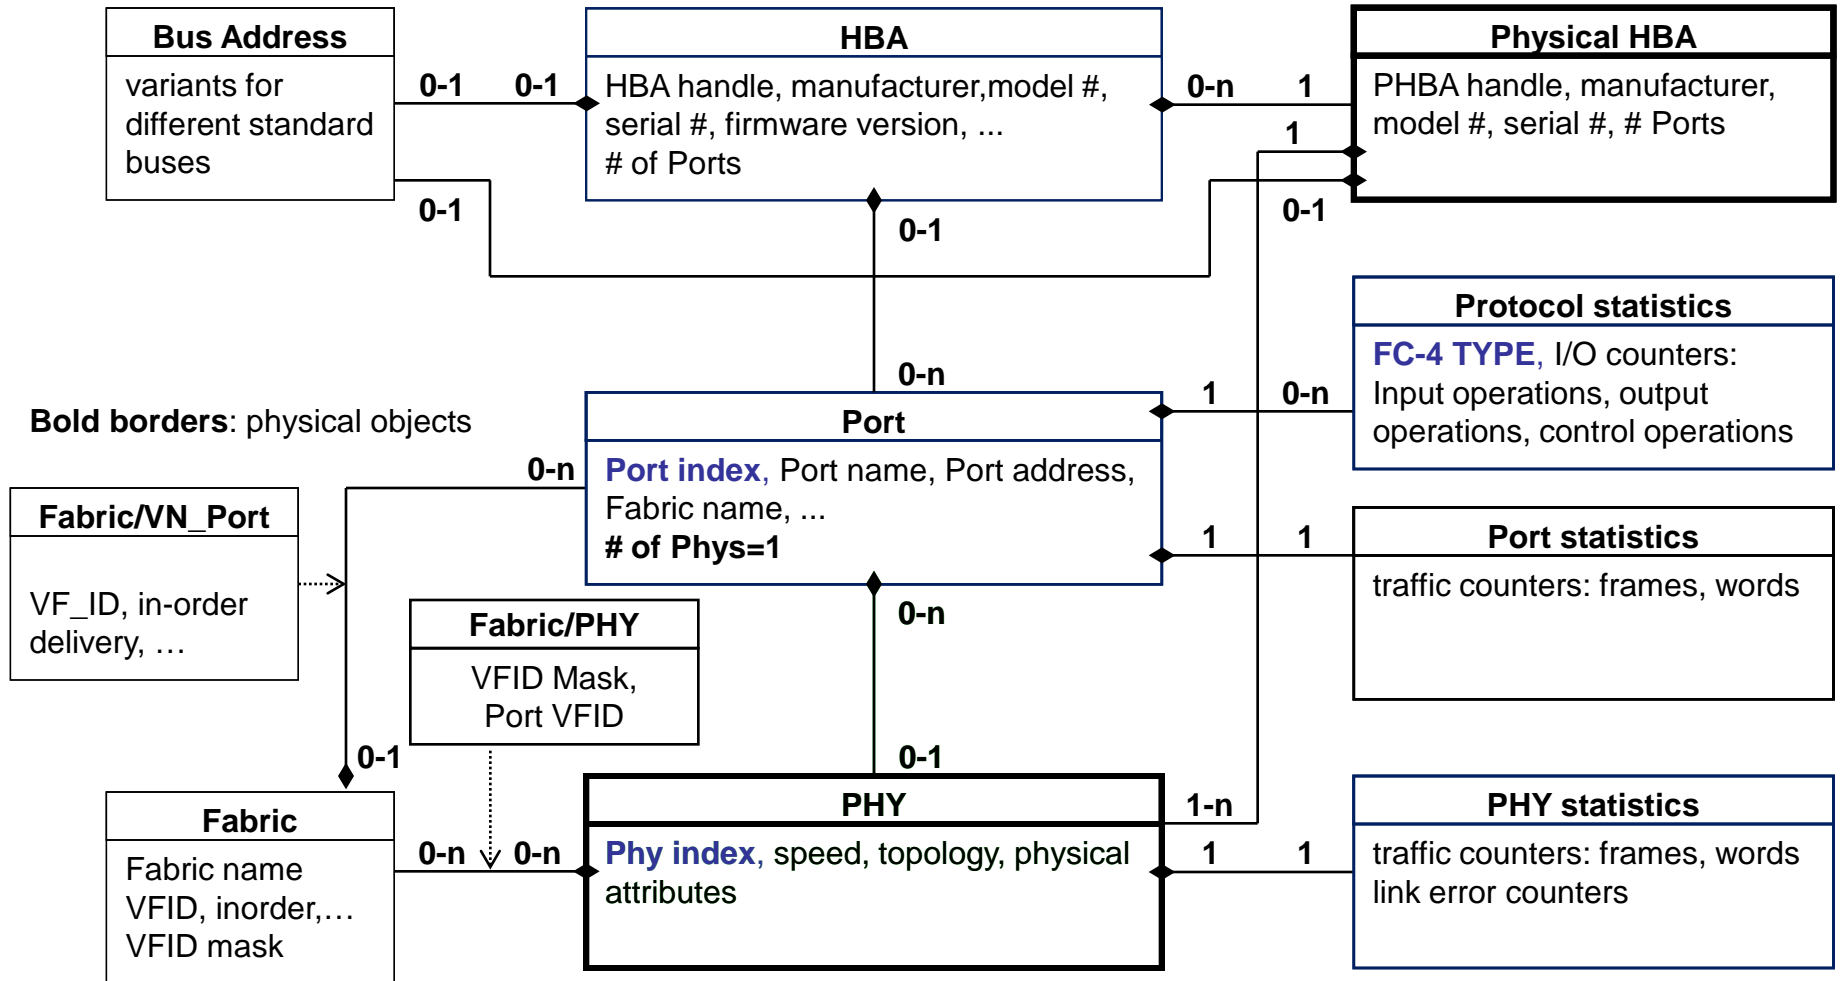 Bus Address
variants for
different standard
buses
0-1
0-1
0-1
HBA
HBA handle, manufacturer,model #,
serial #, firmware version, ...
# of Ports
0-n
1
1
0-1
0-1
Physical HBA
PHBA handle, manufacturer,
model #, serial #, # Ports
Protocol statistics
FC-4 TYPE, I/O counters:
Input operations, output
operations, control operations
Bold borders: physical objects
0-n
0-n
Port
Port index, Port name, Port address,
Fabric name, ...
# of Phys=1
1
0-n
1
1
Port statistics
traffic counters: frames, words
Fabric/VN_Port
VF_ID, in-order
delivery, …
Fabric/PHY
VFID Mask,
Port VFID
0-n
0-1
0-1
Fabric
Fabric name
VFID, inorder,…
VFID mask
0-n
0-n
PHY
Phy index, speed, topology, physical
attributes
1-n
1
1
PHY statistics
traffic counters: frames, words
link error counters